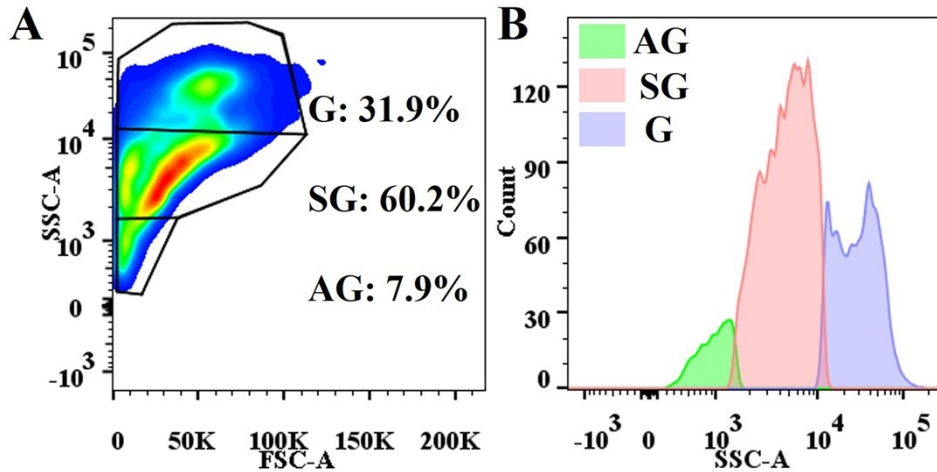 A
SSC-A
10^5
10^4
10^3
0
-10^3
G: 31.9%
SG: 60.2%
AG: 7.9%
0 50K 100K 150K 200K
FSC-A
B
AG
SG
G
Count
120
90
60
30
0
-10^3 0 10^3 10^4 10^5
SSC-A